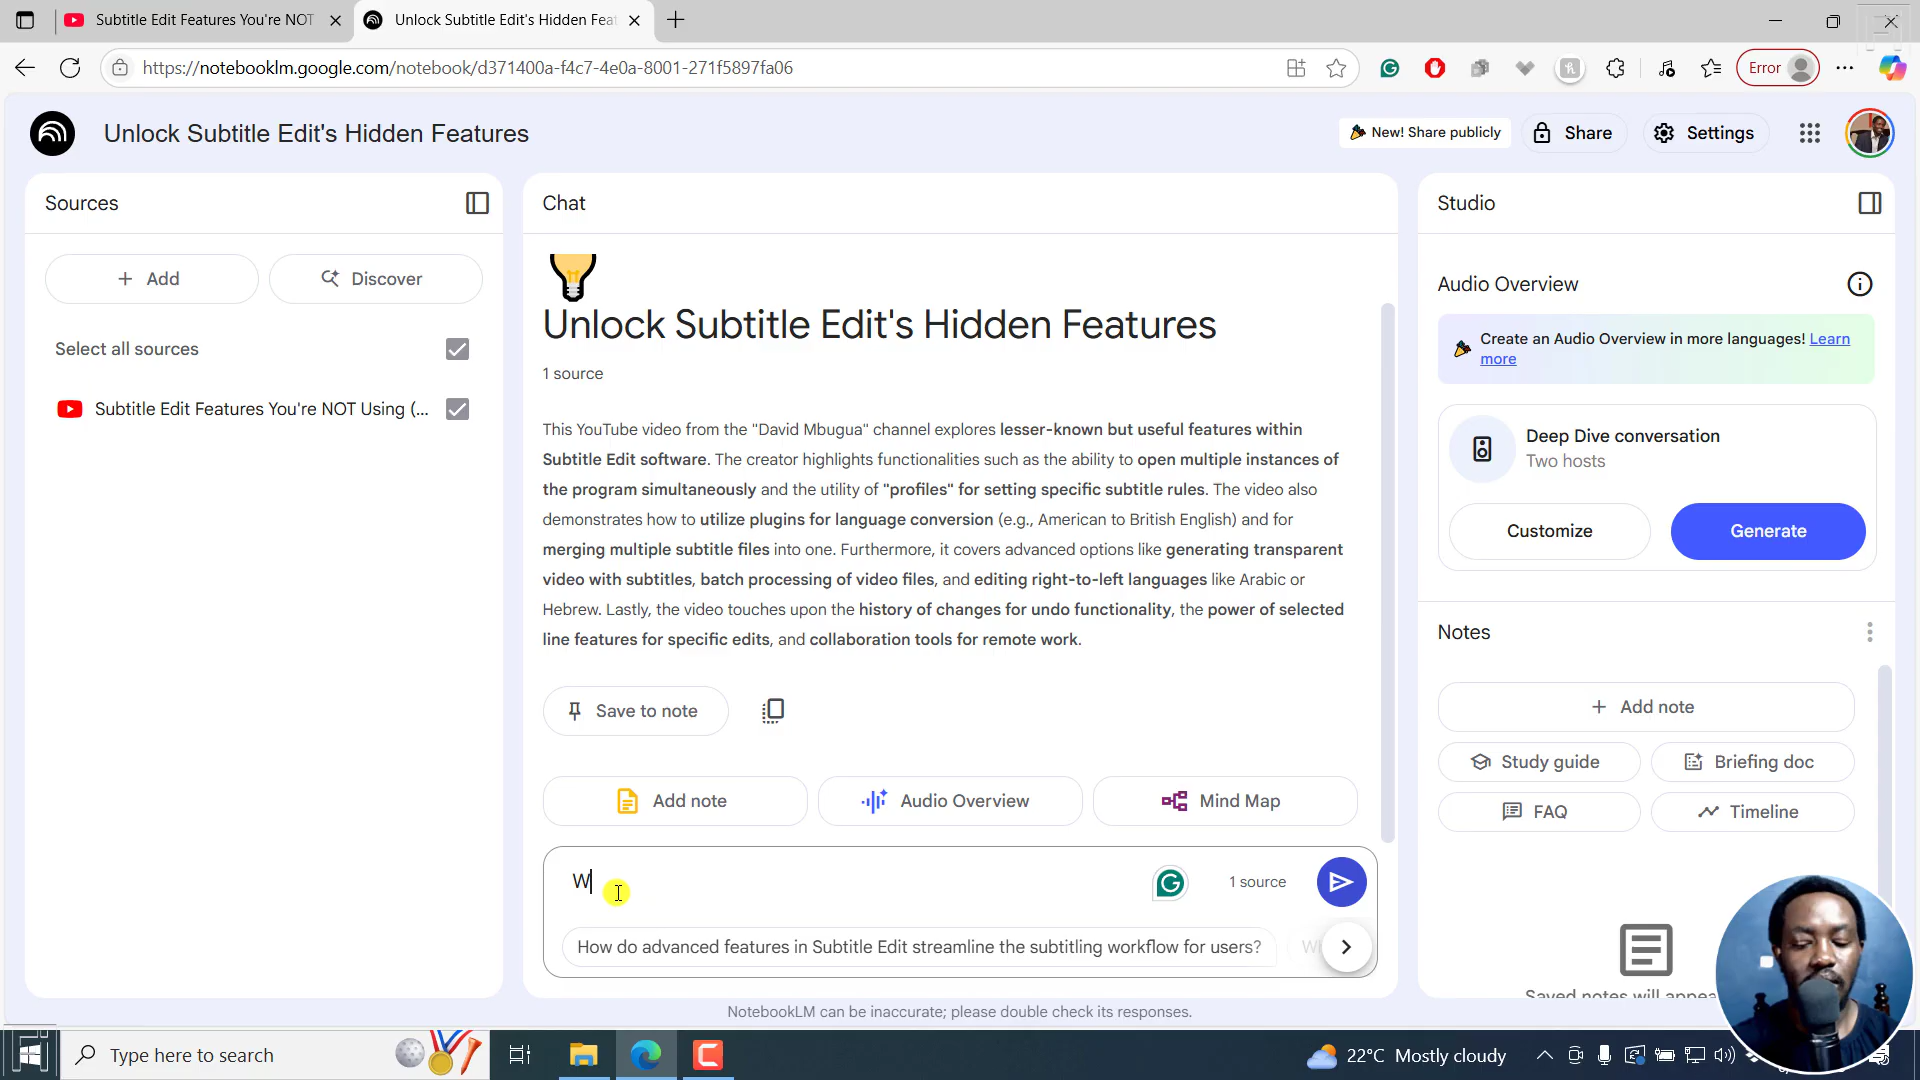 Subtitle Edit Features You're NOT
Unlock Subtitle Edit's Hidden Feat
https://notebooklm.google.com/notebook/d371400a-f4c7-4e0a-8001-271f5897fa06
Error
Unlock Subtitle Edit's Hidden Features
New! Share publicly
Share
Settings
Sources
Add
Discover
Select all sources
Subtitle Edit Features You're NOT Using (...
Chat
Unlock Subtitle Edit's Hidden Features
1 source
This YouTube video from the "David Mbugua" channel explores lesser-known but useful features within
Subtitle Edit software. The creator highlights functionalities such as the ability to open multiple instances of
the program simultaneously and the utility of "profiles" for setting specific subtitle rules. The video also
demonstrates how to utilize plugins for language conversion (e.g., American to British English) and for
merging multiple subtitle files into one. Furthermore, it covers advanced options like generating transparent
video with subtitles, batch processing of video files, and editing right-to-left languages like Arabic or
Hebrew. Lastly, the video touches upon the history of changes for undo functionality, the power of selected
line features for specific edits, and collaboration tools for remote work.
Save to note
Add note
Audio Overview
Mind Map
W
1 source
How do advanced features in Subtitle Edit streamline the subtitling workflow for users?
NotebookLM can be inaccurate; please double check its responses.
Studio
Audio Overview
Create an Audio Overview in more languages! Learn
more
Deep Dive conversation
Two hosts
Customize
Generate
Notes
Add note
Study guide
Briefing doc
FAQ
Timeline
Saved notes will appea
Type here to search
22°C Mostly cloudy